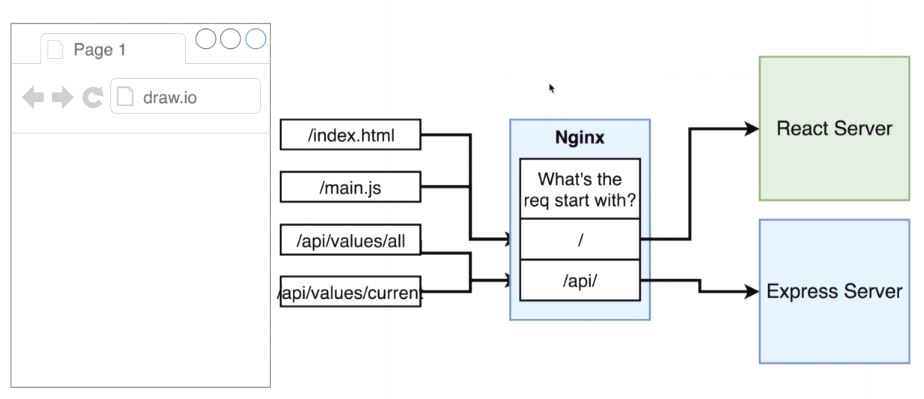 Page 1
draw.io
/index.html
/main.js
/api/values/all
/api/values/current
Nginx
What's the
req start with?
/
/api/
React Server
Express Server